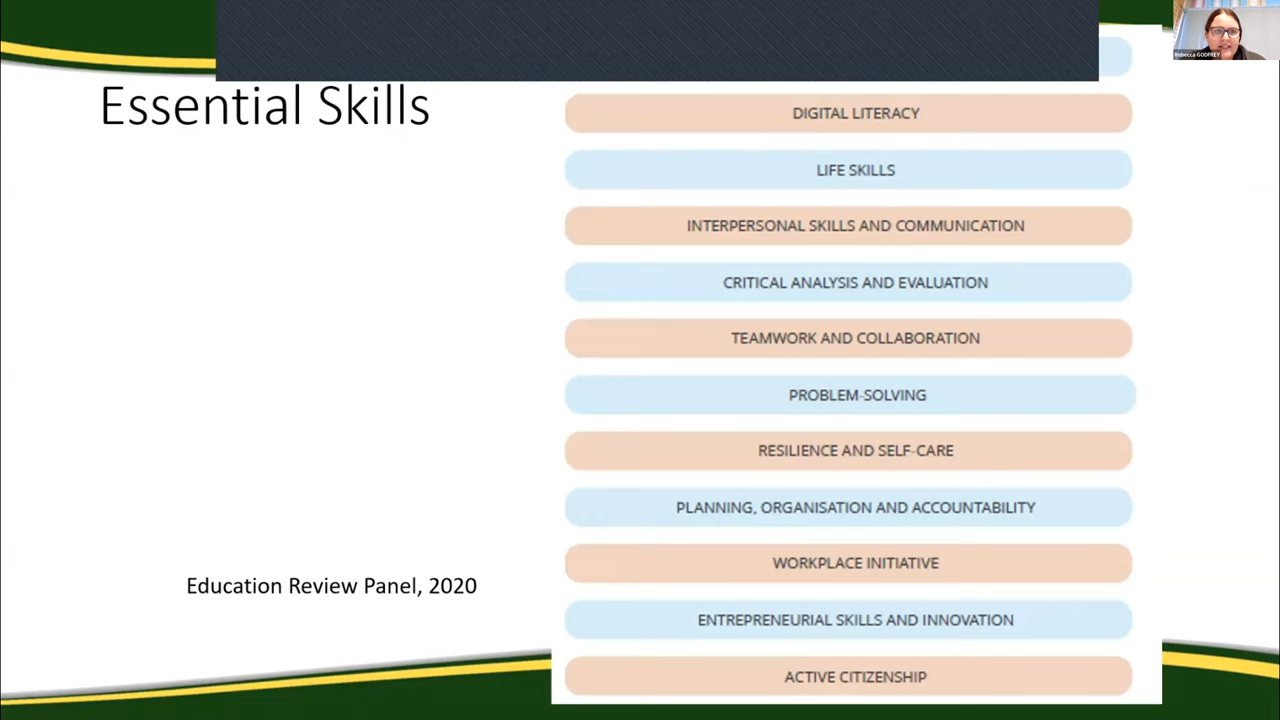 Essential Skills
DIGITAL LITERACY
LIFE SKILLS
INTERPERSONAL SKILLS AND COMMUNICATION
CRITICAL ANALYSIS AND EVALUATION
TEAMWORK AND COLLABORATION
PROBLEM-SOLVING
RESILIENCE AND SELF-CARE
PLANNING, ORGANISATION AND ACCOUNTABILITY
WORKPLACE INITIATIVE
ENTREPRENEURIAL SKILLS AND INNOVATION
ACTIVE CITIZENSHIP
Education Review Panel, 2020
Rebecca GODFREY